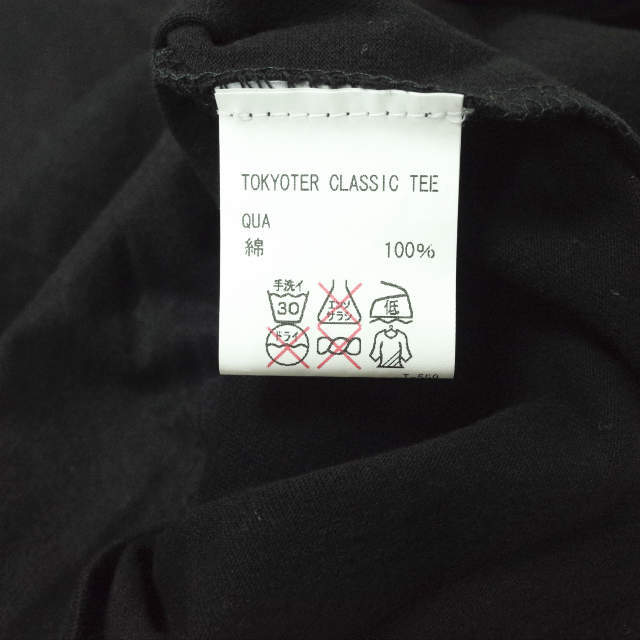 TOKYOTER CLASSIC TEE
QUA
綿 100%
手洗イ
30
エンソ
サラシ
低
ドライ